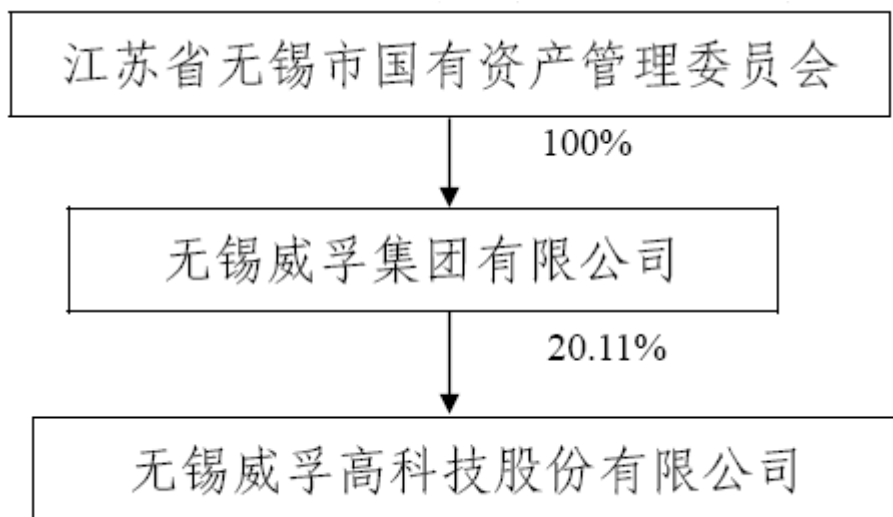 江苏省无锡市国有资产管理委员会
100%
无锡威孚集团有限公司
20.11%
无锡威孚高科技股份有限公司